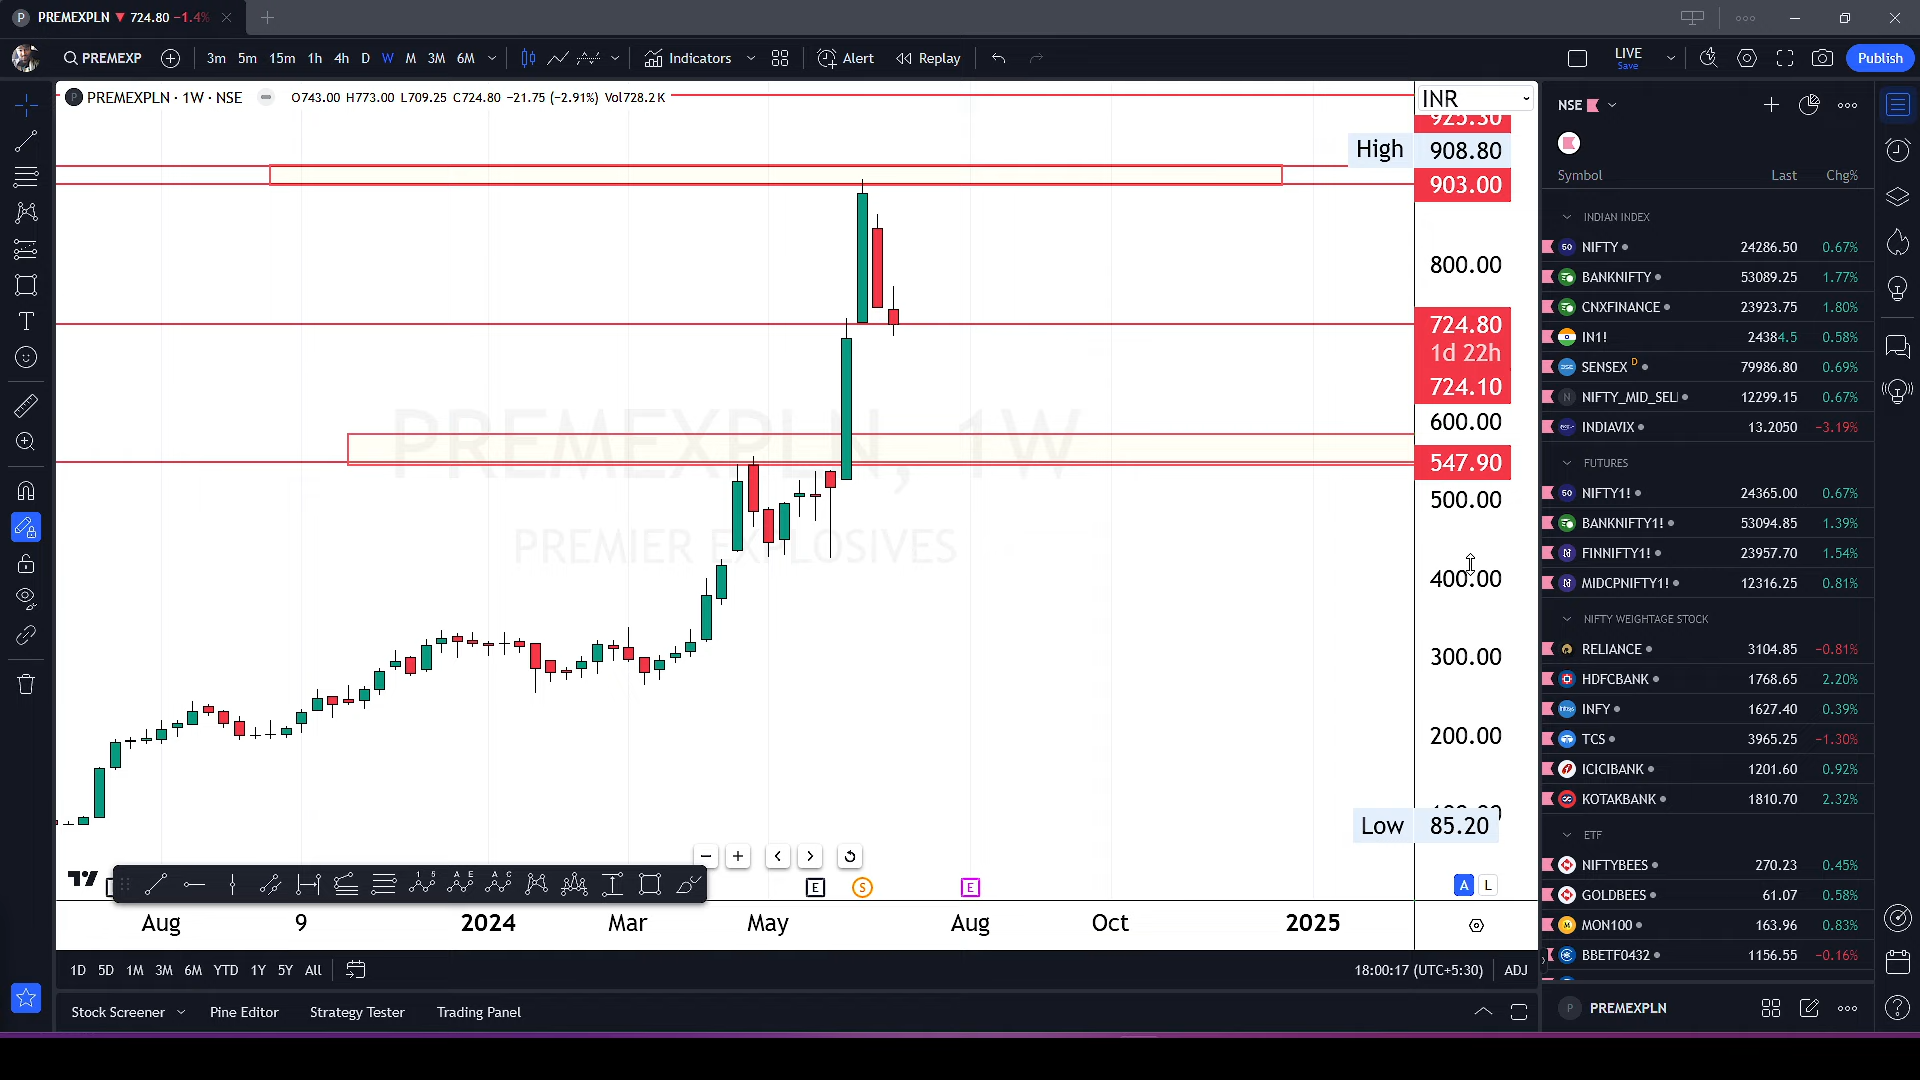 PREMEXPLN ▼ 724.80 −1.4%
PREMEXP
3m 5m 15m 1h 4h D W M 3M 6M
Indicators
Alert
Replay
LIVE
Save
Publish
PREMEXPLN · 1W · NSE O743.00 H773.00 L709.25 C724.80 −21.75 (−2.91%) Vol728.2K
INR
925.30
High 908.80
903.00
800.00
724.80
1d 22h
724.10
600.00
547.90
500.00
400.00
300.00
200.00
Low 85.20
PREMEXPLN, 1W
PREMIER EXPLOSIVES
E S E
A L
Aug 9 2024 Mar May Aug Oct 2025
1D 5D 1M 3M 6M YTD 1Y 5Y All
18:00:17 (UTC+5:30) ADJ
Stock Screener Pine Editor Strategy Tester Trading Panel
NSE
Symbol Last Chg%
INDIAN INDEX
NIFTY 24286.50 0.67%
BANKNIFTY 53089.25 1.77%
CNXFINANCE 23923.75 1.80%
IN1! 24384.5 0.58%
SENSEX D 79986.80 0.69%
NIFTY_MID_SEL 12299.15 0.67%
INDIAVIX 13.2050 −3.19%
FUTURES
NIFTY1! 24365.00 0.67%
BANKNIFTY1! 53094.85 1.39%
FINNIFTY1! 23957.70 1.54%
MIDCPNIFTY1! 12316.25 0.81%
NIFTY WEIGHTAGE STOCK
RELIANCE 3104.85 −0.81%
HDFCBANK 1768.65 2.20%
INFY 1627.40 0.39%
TCS 3965.25 −1.30%
ICICIBANK 1201.60 0.92%
KOTAKBANK 1810.70 2.32%
ETF
NIFTYBEES 270.23 0.45%
GOLDBEES 61.07 0.58%
MON100 163.96 0.83%
BBETF0432 1156.55 −0.16%
PREMEXPLN